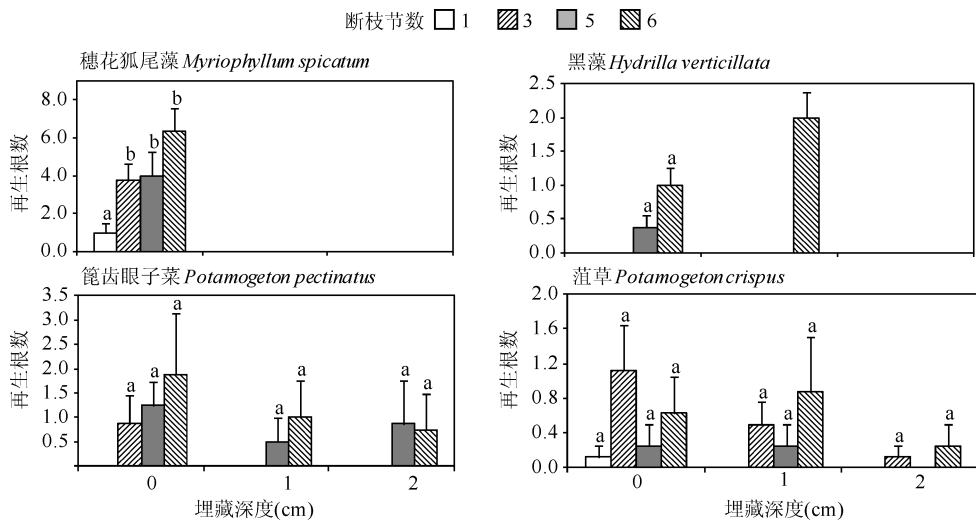 断枝节数 1 3 5 6
穗花狐尾藻 Myriophyllum spicatum
8.0
6.0
4.0
2.0
0.0
再生根数
a b b b
黑藻 Hydrilla verticillata
2.5
2.0
1.5
1.0
0.5
0.0
再生根数
a a
篦齿眼子菜 Potamogeton pectinatus
3.5
3.0
2.5
2.0
1.5
1.0
0.5
再生根数
a a a a a a a
0 1 2
埋藏深度(cm)
菹草 Potamogeton crispus
2.0
1.6
1.2
0.8
0.4
0.0
再生根数
a a a a a a a a a
0 1 2
埋藏深度(cm)